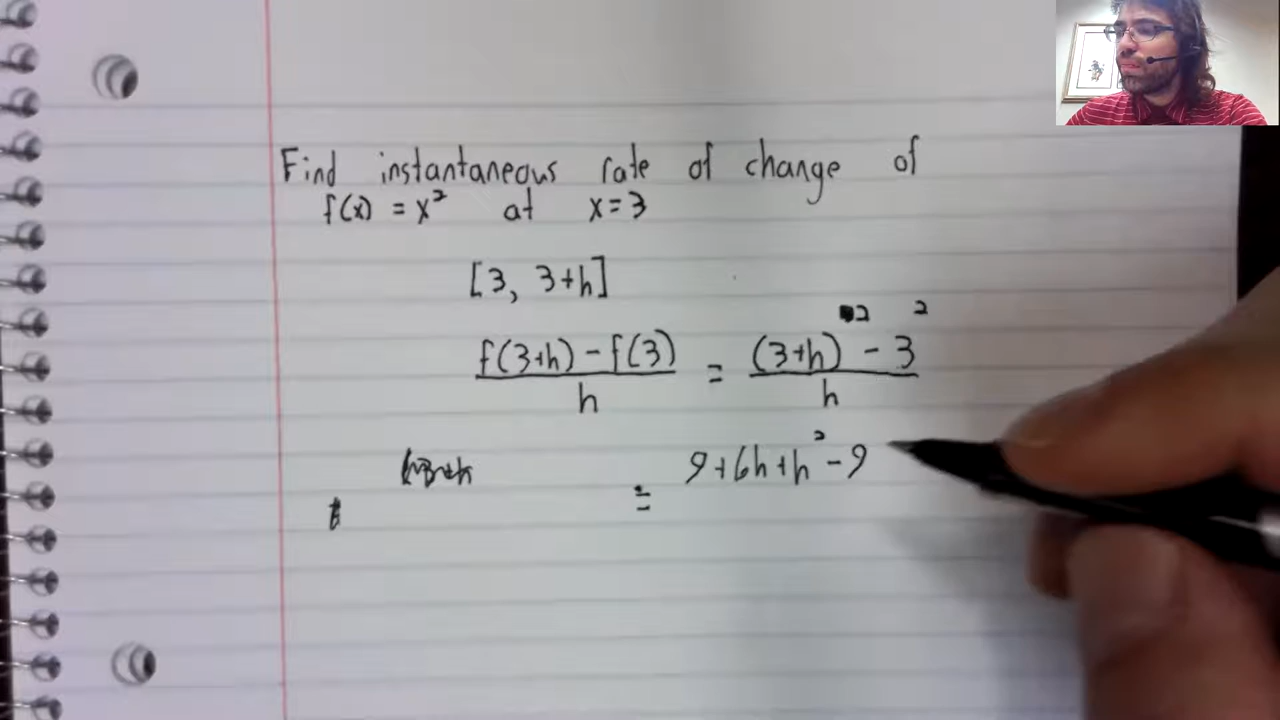 Find instantaneous rate of change of
f(x) = x² at x = 3
[3, 3+h]
f(3+h) - f(3) / h = (3+h)² - 3² / h
= 9 + 6h + h² - 9